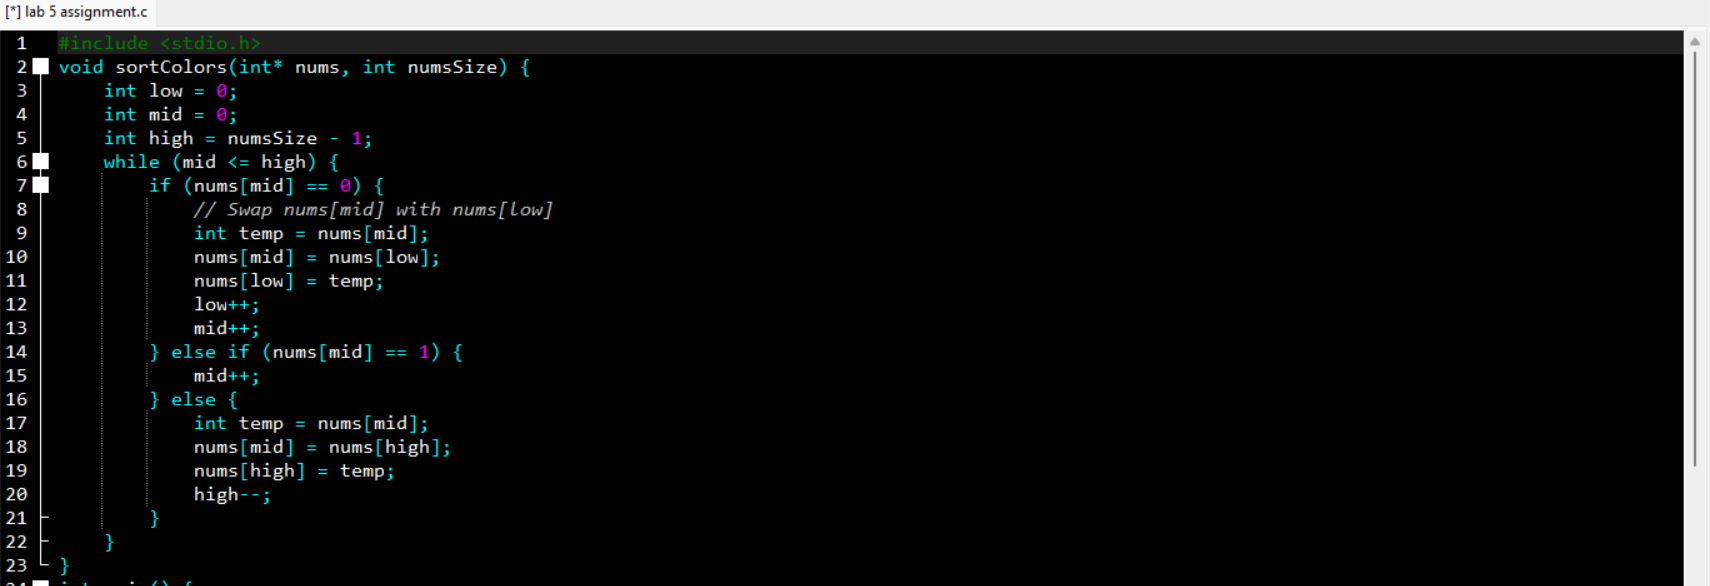 [*] lab 5 assignment.c
1 #include <stdio.h>
2 void sortColors(int* nums, int numsSize) {
3     int low = 0;
4     int mid = 0;
5     int high = numsSize - 1;
6     while (mid <= high) {
7         if (nums[mid] == 0) {
8             // Swap nums[mid] with nums[low]
9             int temp = nums[mid];
10             nums[mid] = nums[low];
11             nums[low] = temp;
12             low++;
13             mid++;
14         } else if (nums[mid] == 1) {
15             mid++;
16         } else {
17             int temp = nums[mid];
18             nums[mid] = nums[high];
19             nums[high] = temp;
20             high--;
21         }
22     }
23 }